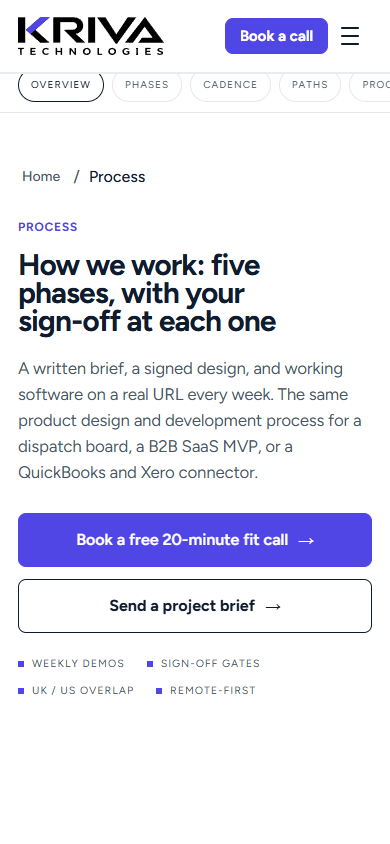 KRIVA
TECHNOLOGIES
Book a call
OVERVIEW
PHASES
CADENCE
PATHS
PROC
Home / Process
PROCESS
How we work: five
phases, with your
sign-off at each one
A written brief, a signed design, and working
software on a real URL every week. The same
product design and development process for a
dispatch board, a B2B SaaS MVP, or a
QuickBooks and Xero connector.
Book a free 20-minute fit call →
Send a project brief →
WEEKLY DEMOS
SIGN-OFF GATES
UK / US OVERLAP
REMOTE-FIRST